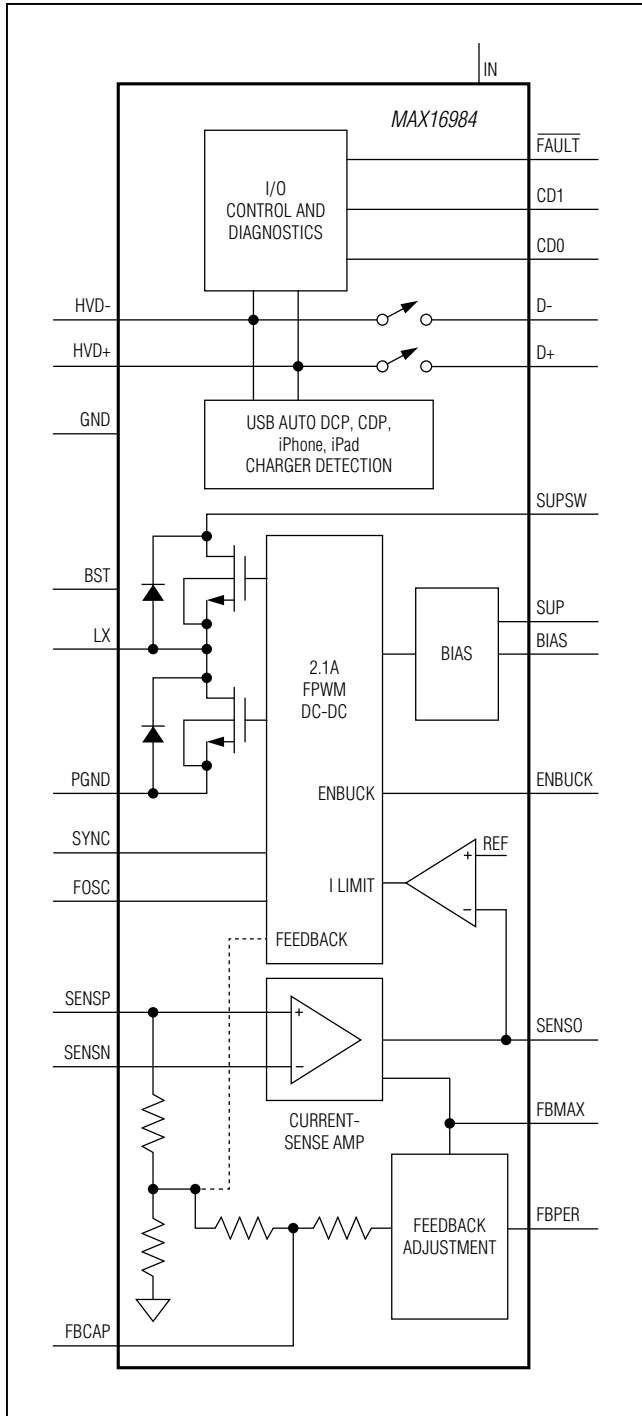 IN
MAX16984
FAULT
I/O
CONTROL AND
DIAGNOSTICS
CD1
CD0
HVD-
D-
HVD+
D+
GND
USB AUTO DCP, CDP,
iPhone, iPad
CHARGER DETECTION
SUPSW
BST
SUP
LX
BIAS
BIAS
2.1A
FPWM
DC-DC
PGND
ENBUCK
ENBUCK
SYNC
REF
+
I LIMIT
-
FOSC
FEEDBACK
SENSP
+
SENSO
SENSN
-
CURRENT-
SENSE AMP
FBMAX
FEEDBACK
ADJUSTMENT
FBPER
FBCAP